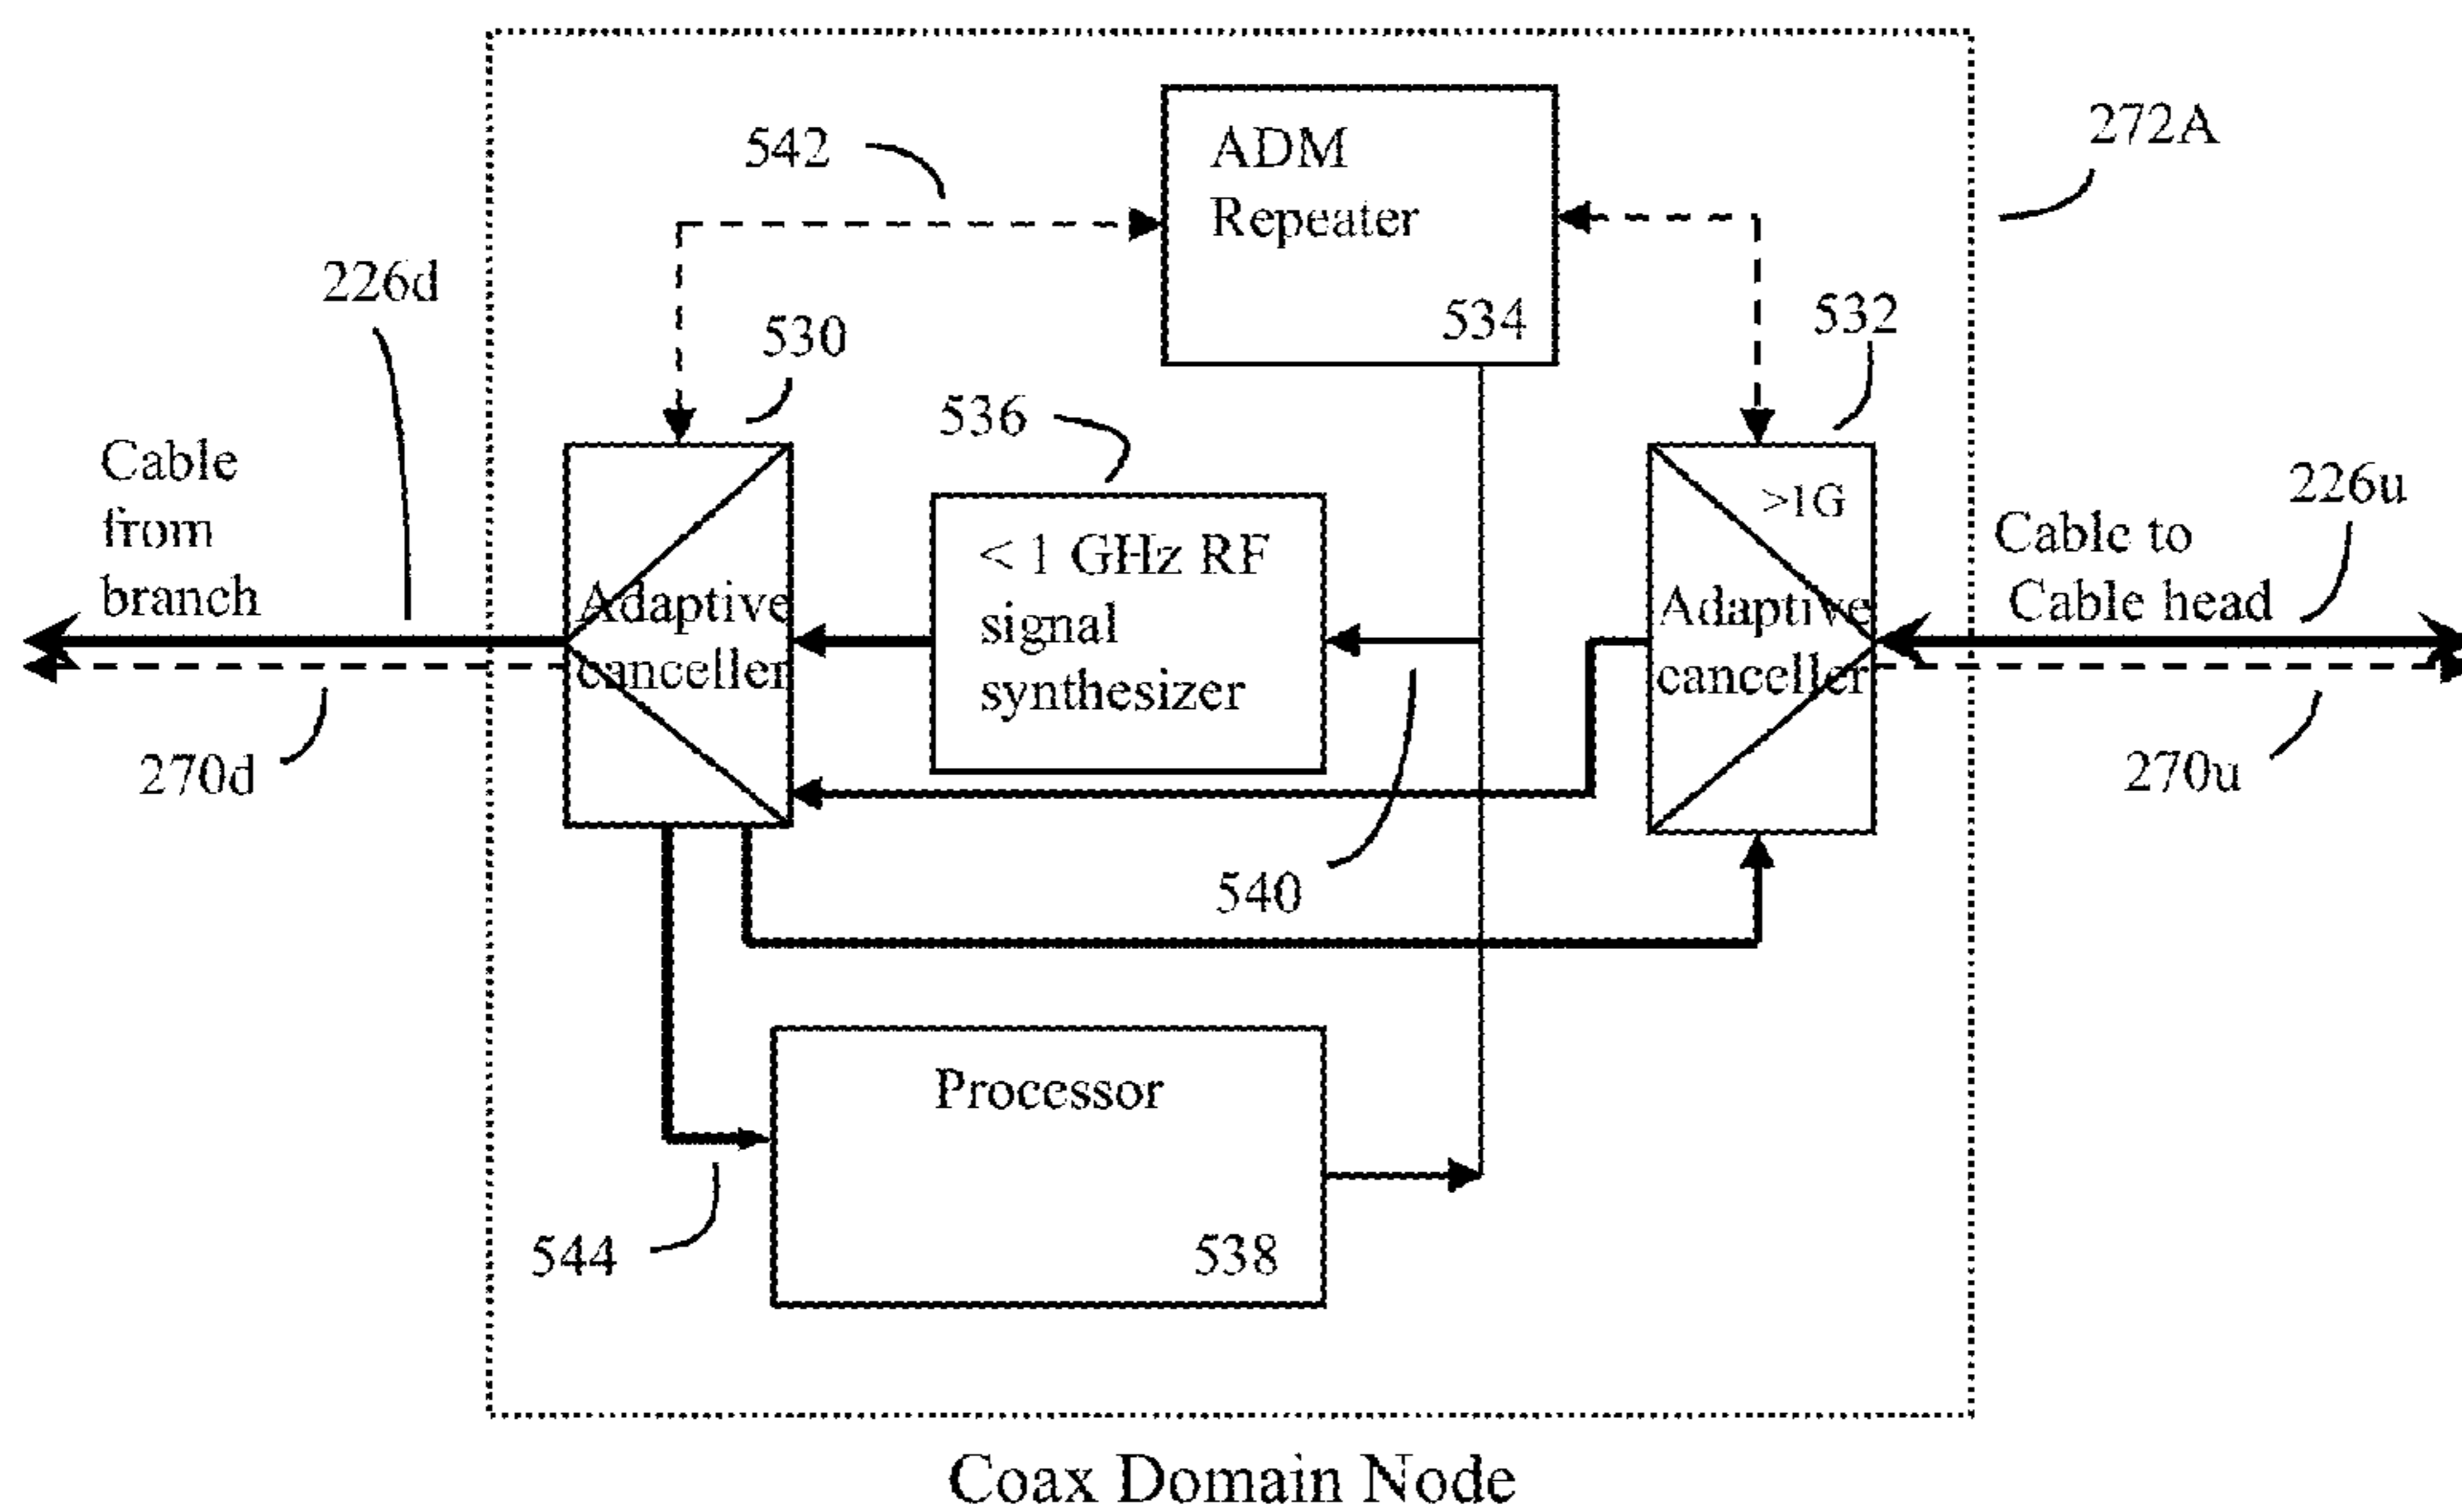 272A
542
ADM
Repeater
534
226d
530
532
536
Cable
from
branch
>1G
226u
< 1 GHz RF
signal
synthesizer
Adaptive
canceller
Adaptive
canceller
Cable to
Cable head
270d
270u
540
Processor
538
544
Coax Domain Node